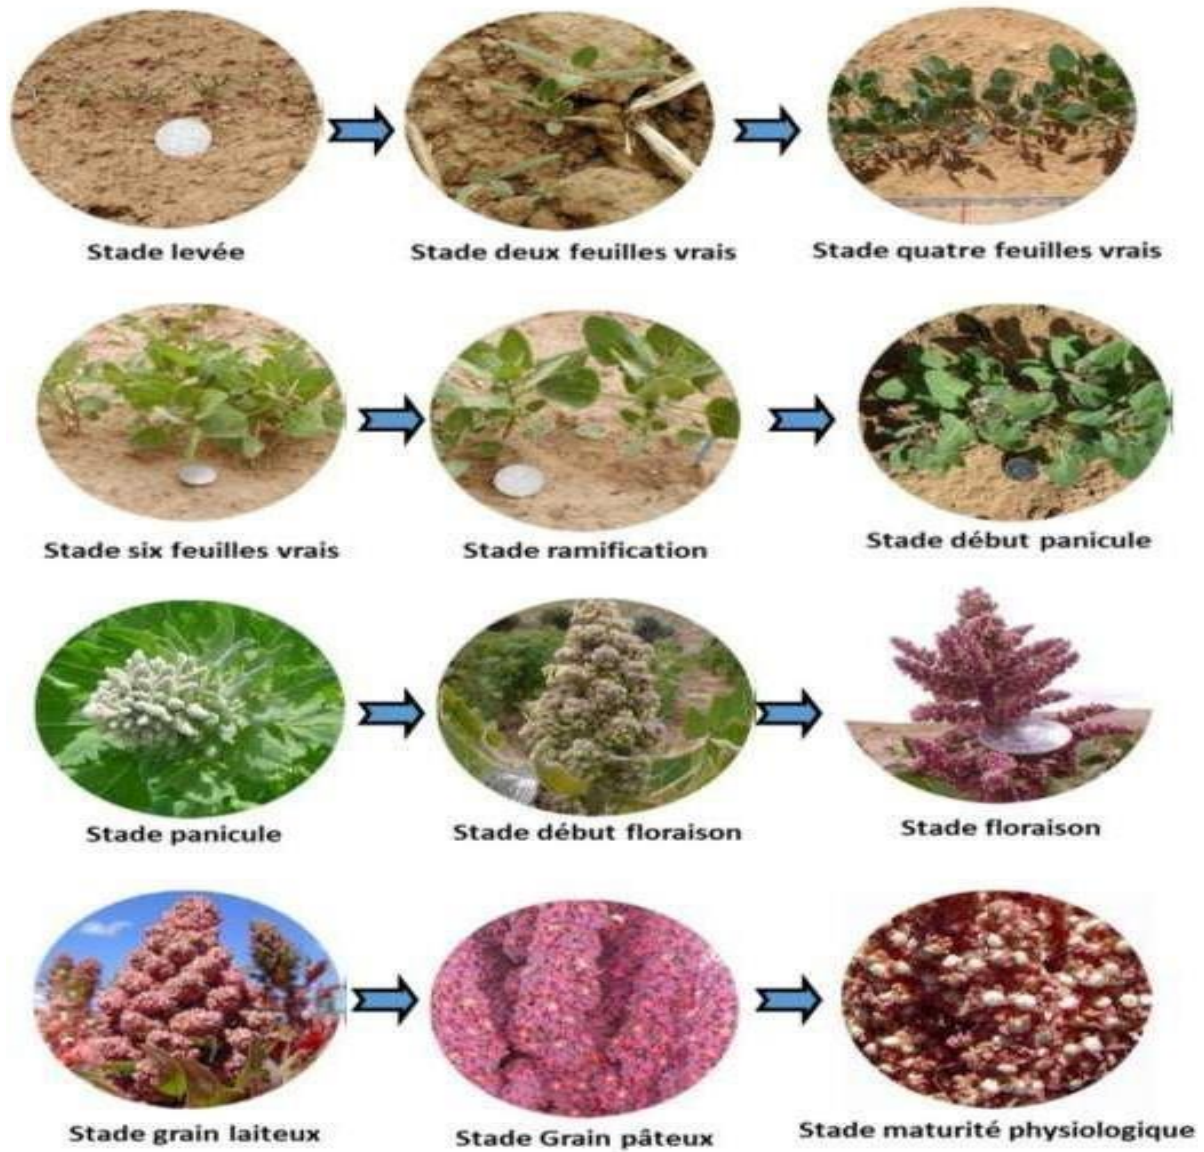 Stade levée
Stade deux feuilles vrais
Stade quatre feuilles vrais
Stade six feuilles vrais
Stade ramification
Stade début panicule
Stade panicule
Stade début floraison
Stade floraison
Stade grain laiteux
Stade Grain pâteux
Stade maturité physiologique